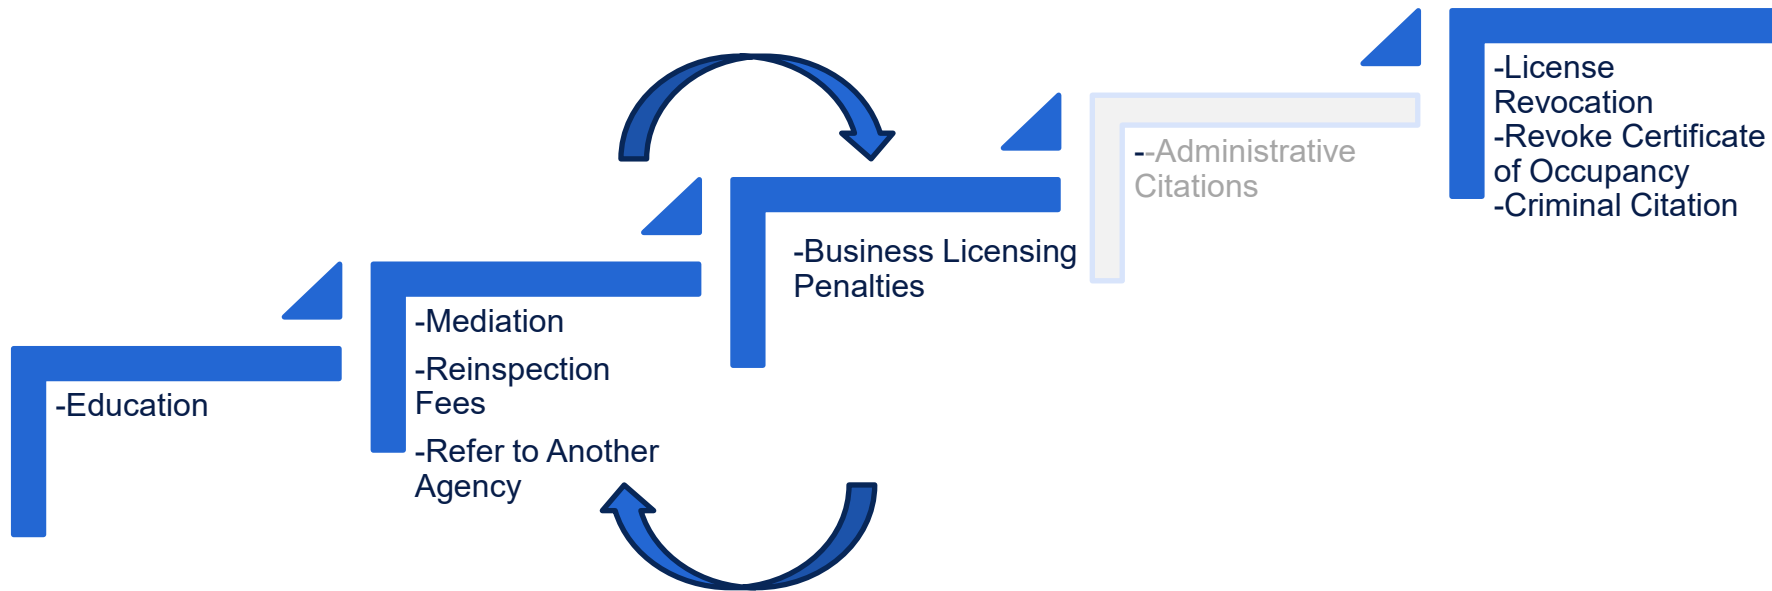 -Education
-Mediation
-Reinspection
Fees
-Refer to Another
Agency
-Business Licensing
Penalties
--Administrative
Citations
-License
Revocation
-Revoke Certificate
of Occupancy
-Criminal Citation